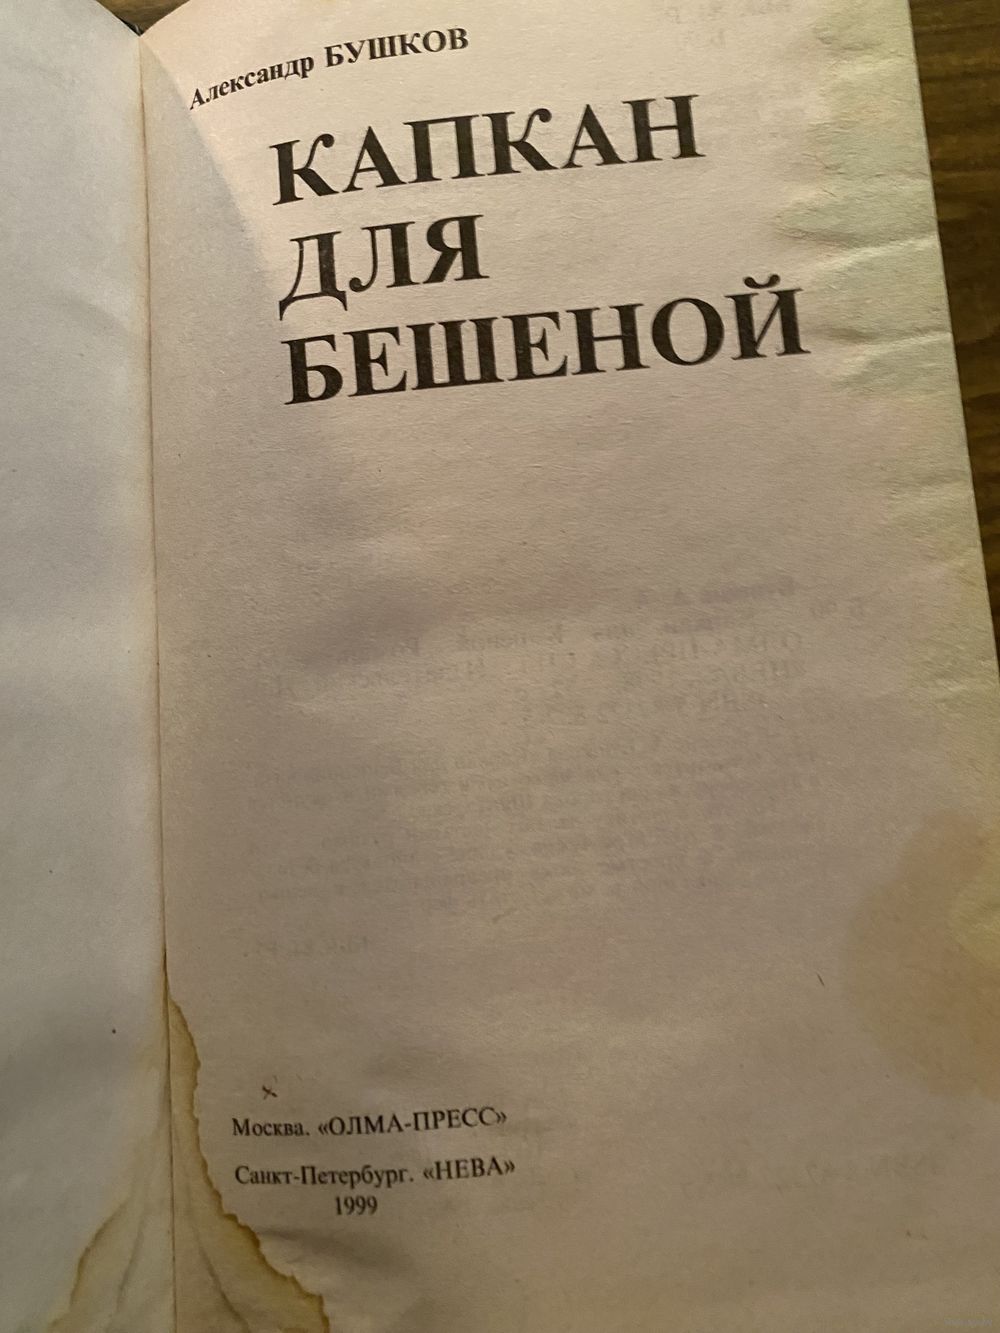 Александр БУШКОВ
КАПКАН
ДЛЯ
БЕШЕНОЙ
Москва. «ОЛМА-ПРЕСС»
Санкт-Петербург. «НЕВА»
1999